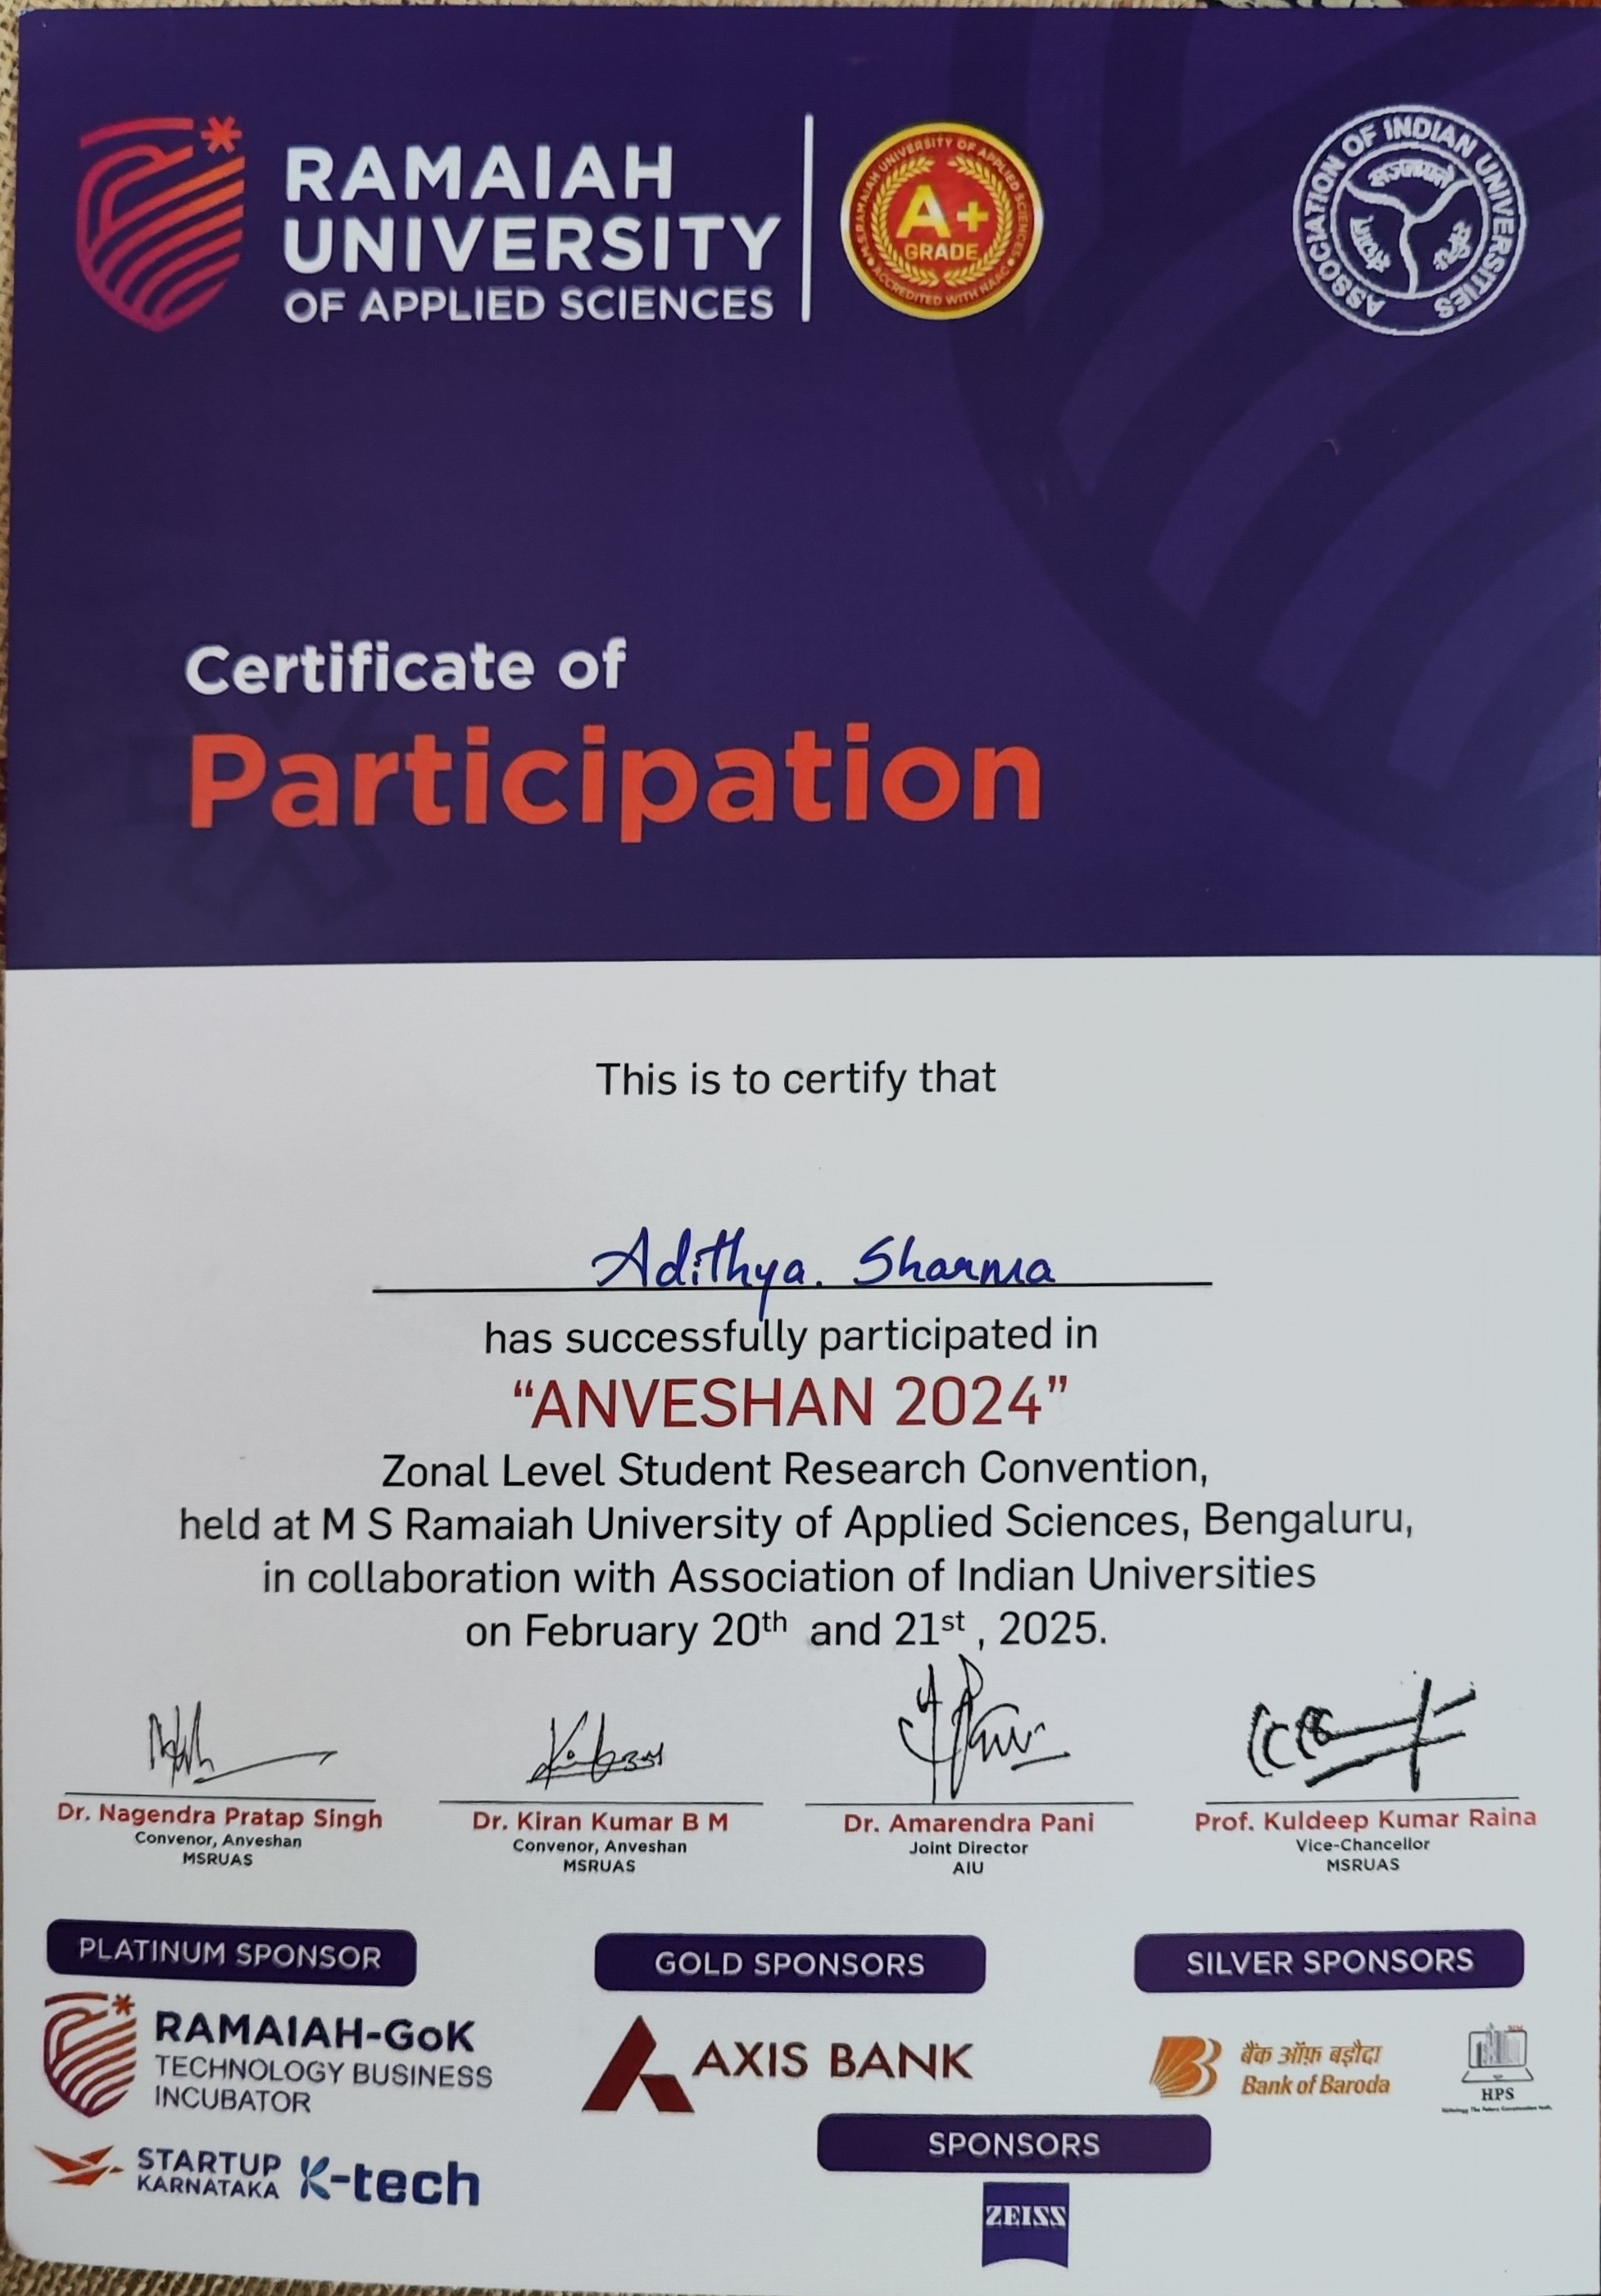 RAMAIAH
UNIVERSITY
OF APPLIED SCIENCES
M.S. RAMAIAH UNIVERSITY OF APPLIED SCIENCES
A+
GRADE
ACCREDITED WITH NAAC
ASSOCIATION OF INDIAN UNIVERSITIES
Certificate of
Participation
This is to certify that
Adithya. Sharma
has successfully participated in
“ANVESHAN 2024”
Zonal Level Student Research Convention,
held at M S Ramaiah University of Applied Sciences, Bengaluru,
in collaboration with Association of Indian Universities
on February 20th and 21st , 2025.
Dr. Nagendra Pratap Singh
Convenor, Anveshan
MSRUAS
Dr. Kiran Kumar B M
Convenor, Anveshan
MSRUAS
Dr. Amarendra Pani
Joint Director
AIU
Prof. Kuldeep Kumar Raina
Vice-Chancellor
MSRUAS
PLATINUM SPONSOR
RAMAIAH-GoK
TECHNOLOGY BUSINESS
INCUBATOR
STARTUP
KARNATAKA
K-tech
GOLD SPONSORS
AXIS BANK
SILVER SPONSORS
बैंक ऑफ़ बड़ौदा
Bank of Baroda
HPS
SPONSORS
ZEISS